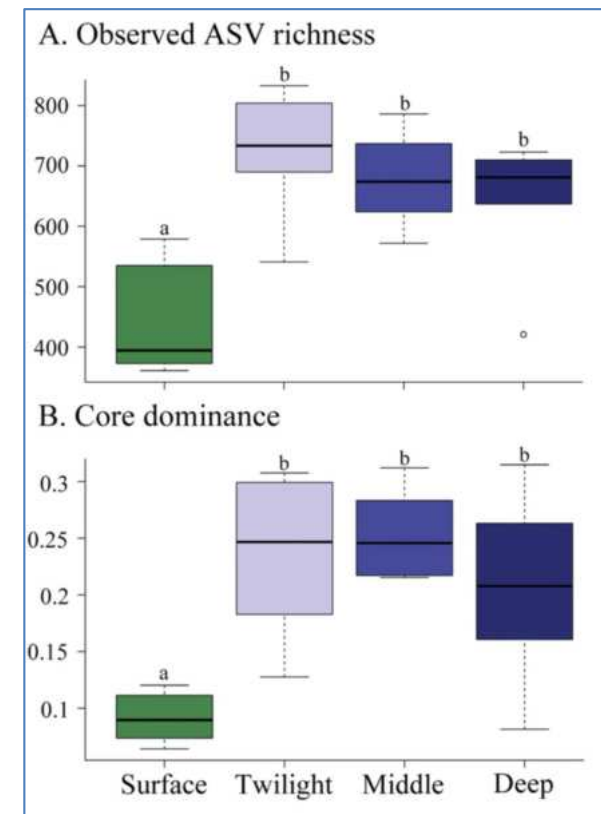 A. Observed ASV richness
800
700
600
500
400
a
b
b
b
B. Core dominance
0.3
0.25
0.2
0.15
0.1
a
b
b
b
Surface Twilight Middle Deep